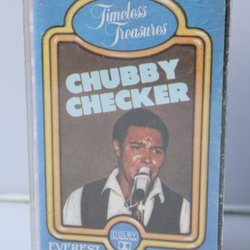 Timeless
Treasures
CHUBBY
CHECKER
DOLBY
EVEREST